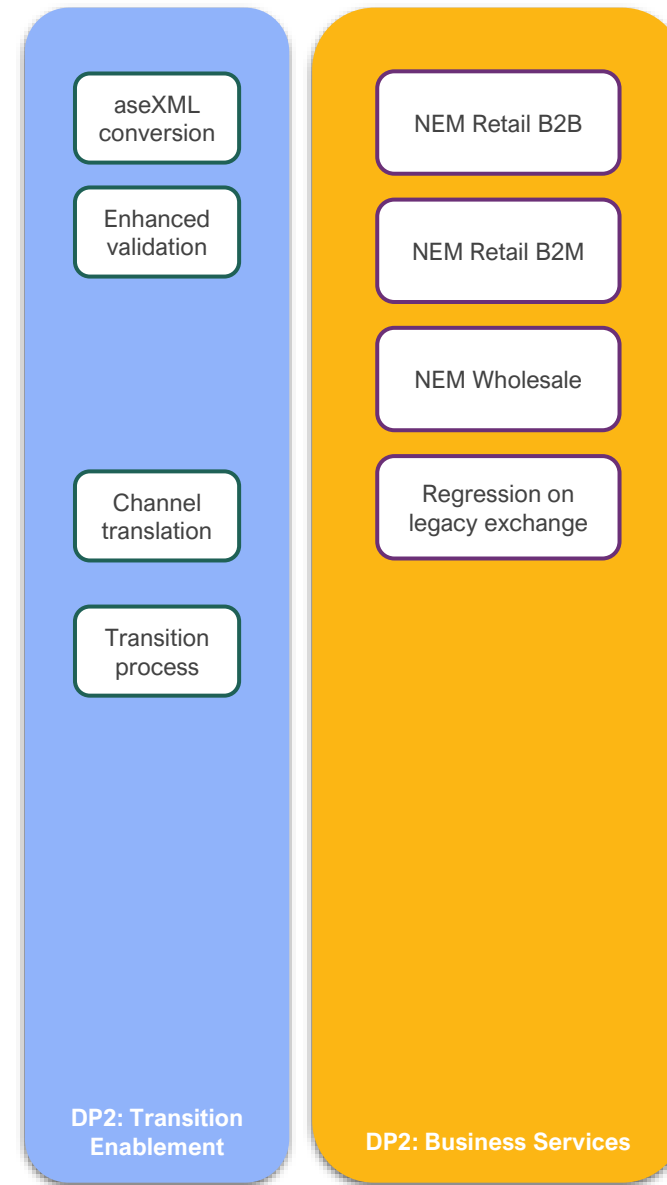 aseXML
conversion
Enhanced
validation
Channel
translation
Transition
process
DP2: Transition
Enablement
NEM Retail B2B
NEM Retail B2M
NEM Wholesale
Regression on
legacy exchange
DP2: Business Services